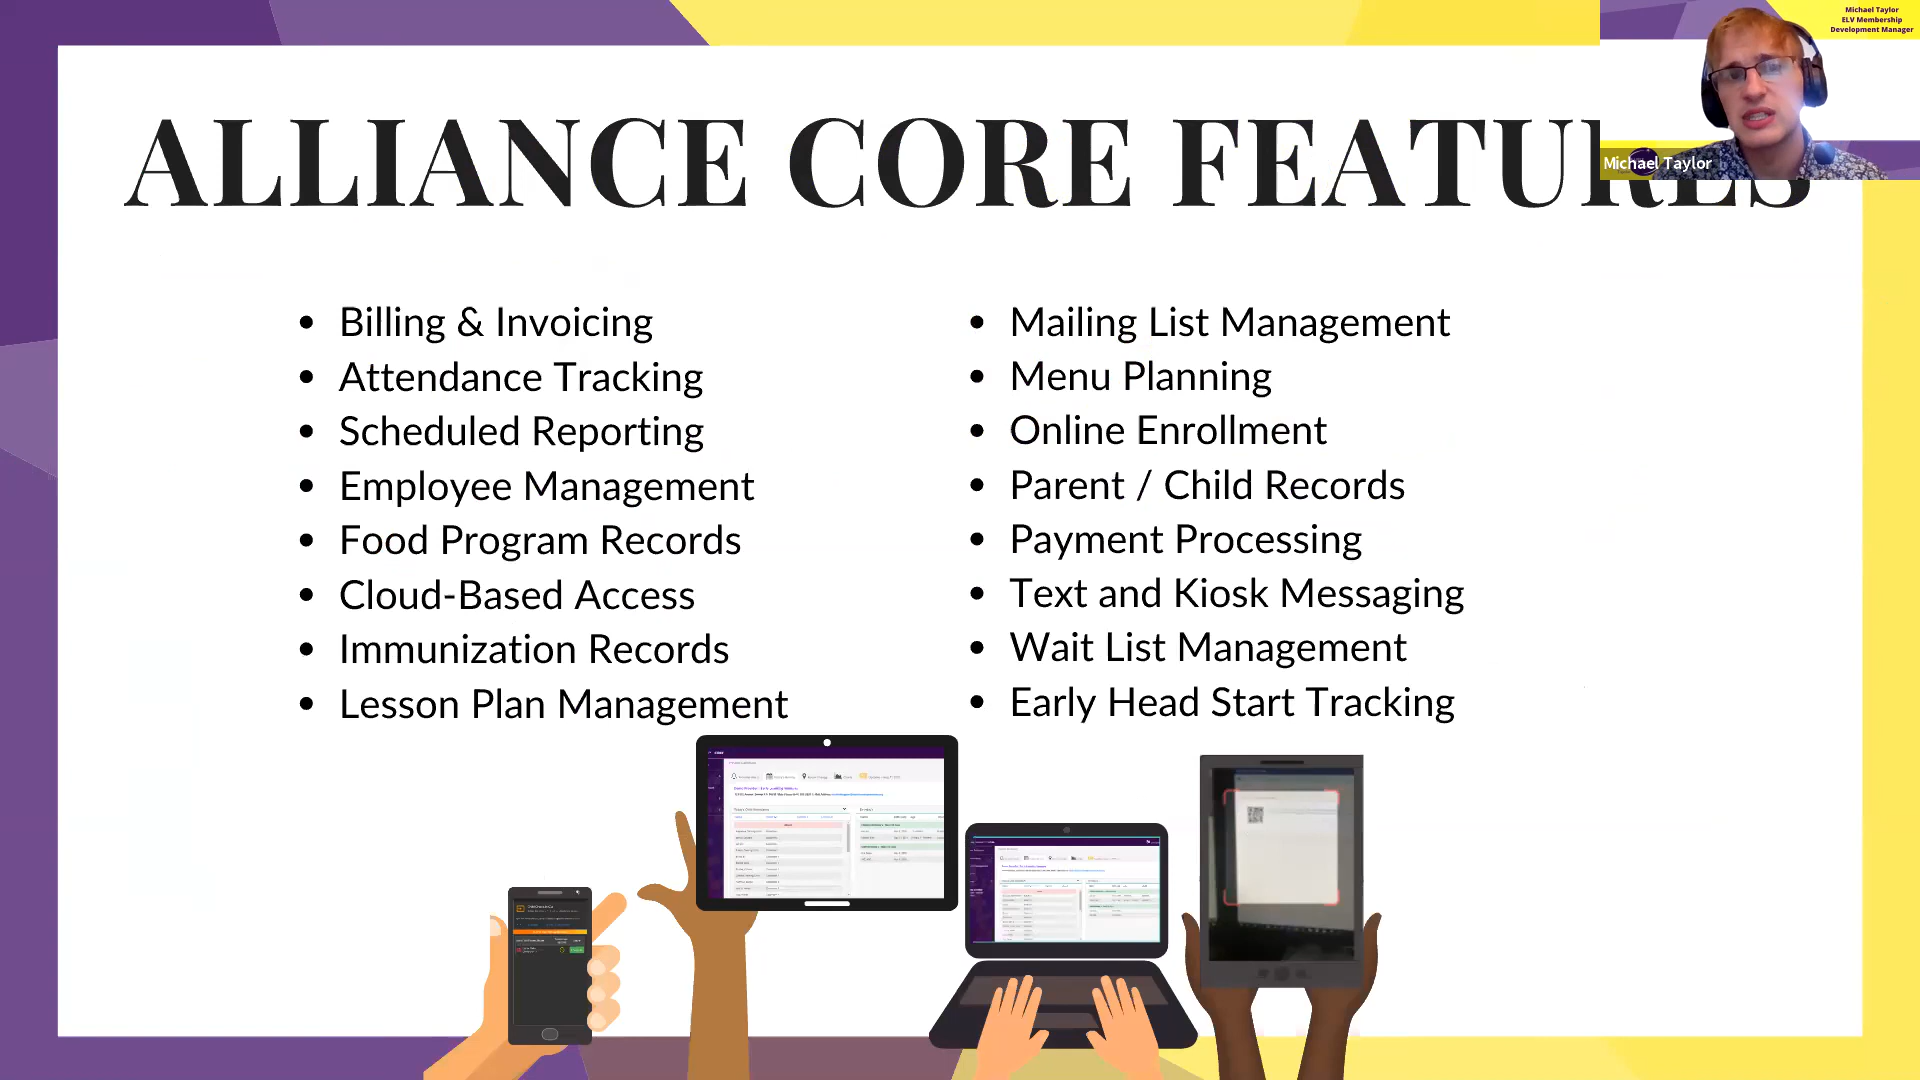 Michael Taylor
ELV Membership
Development Manager
ALLIANCE CORE FEATURES
Michael Taylor
• Billing & Invoicing
• Attendance Tracking
• Scheduled Reporting
• Employee Management
• Food Program Records
• Cloud-Based Access
• Immunization Records
• Lesson Plan Management
• Mailing List Management
• Menu Planning
• Online Enrollment
• Parent / Child Records
• Payment Processing
• Text and Kiosk Messaging
• Wait List Management
• Early Head Start Tracking